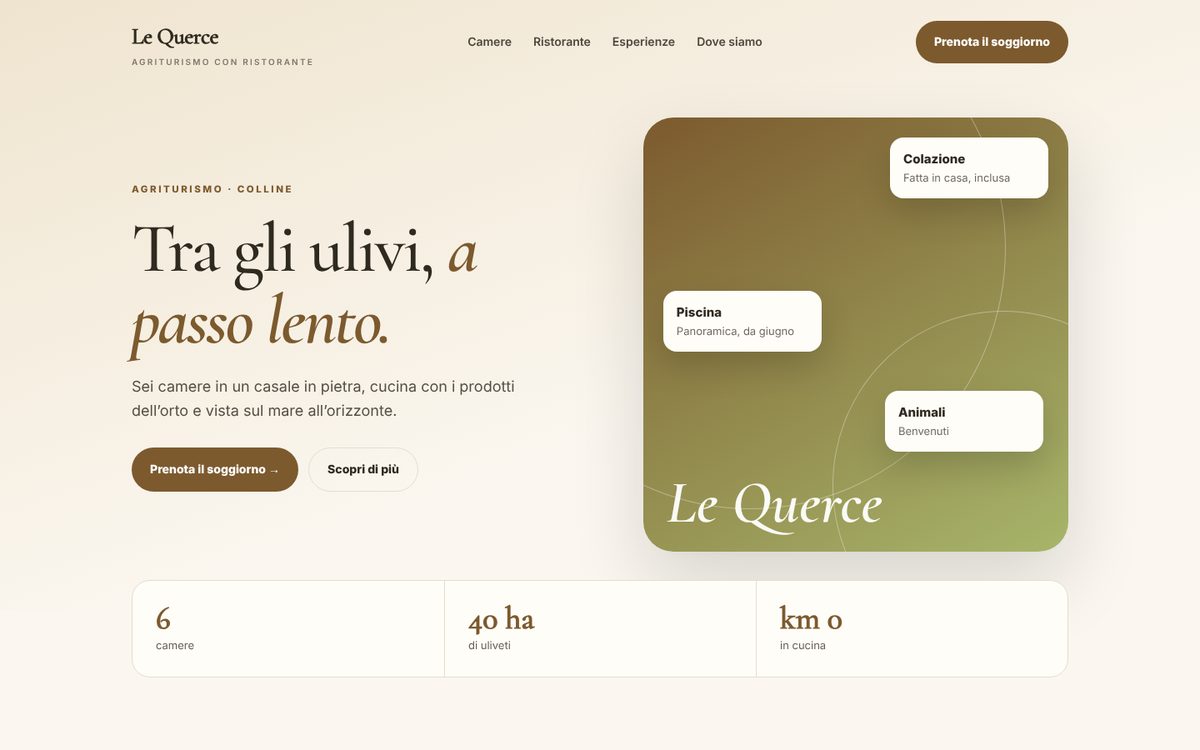 Le Querce
AGRITURISMO CON RISTORANTE
Camere Ristorante Esperienze Dove siamo
Prenota il soggiorno
AGRITURISMO · COLLINE
Tra gli ulivi, a
passo lento.
Sei camere in un casale in pietra, cucina con i prodotti
dell’orto e vista sul mare all’orizzonte.
Prenota il soggiorno →
Scopri di più
Colazione
Fatta in casa, inclusa
Piscina
Panoramica, da giugno
Animali
Benvenuti
Le Querce
6
camere
40 ha
di uliveti
km 0
in cucina